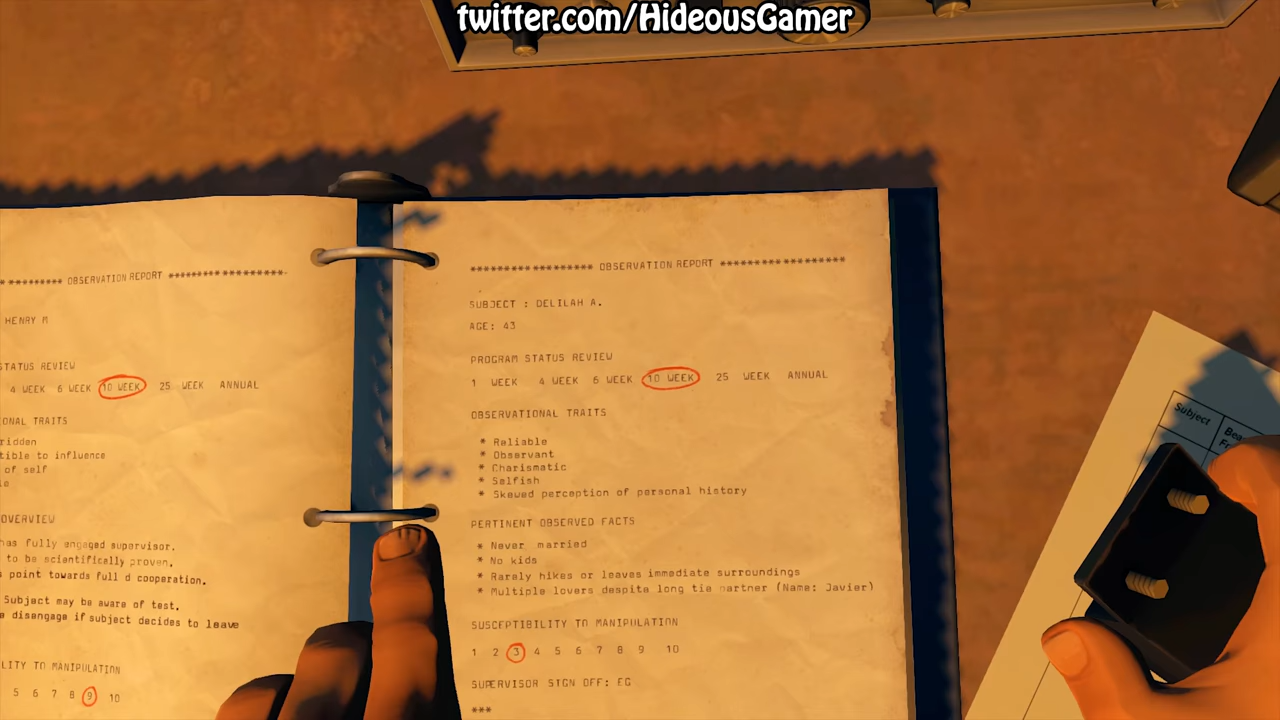 twitter.com/HideousGamer
******** OBSERVATION REPORT *****************
HENRY M
STATUS REVIEW
4 WEEK 6 WEEK 10 WEEK 25 WEEK ANNUAL
ONAL TRAITS
ridden
tible to influence
of self
OVERVIEW
has fully engaged supervisor.
to be scientifically proven.
point towards full d cooperation.
Subject may be aware of test.
disengage if subject decides to leave
LITY TO MANIPULATION
5 6 7 8 9 10
***************** OBSERVATION REPORT *****************
SUBJECT : DELILAH A.
AGE: 43
PROGRAM STATUS REVIEW
1 WEEK 4 WEEK 6 WEEK 10 WEEK 25 WEEK ANNUAL
OBSERVATIONAL TRAITS
* Reliable
* Observant
* Charismatic
* Selfish
* Skewed perception of personal history
PERTINENT OBSERVED FACTS
* Never married
* No kids
* Rarely hikes or leaves immediate surroundings
* Multiple lovers despite long tie partner (Name: Javier)
SUSCEPTIBILITY TO MANIPULATION
1 2 3 4 5 6 7 8 9 10
SUPERVISOR SIGN OFF: EG
***
Subject